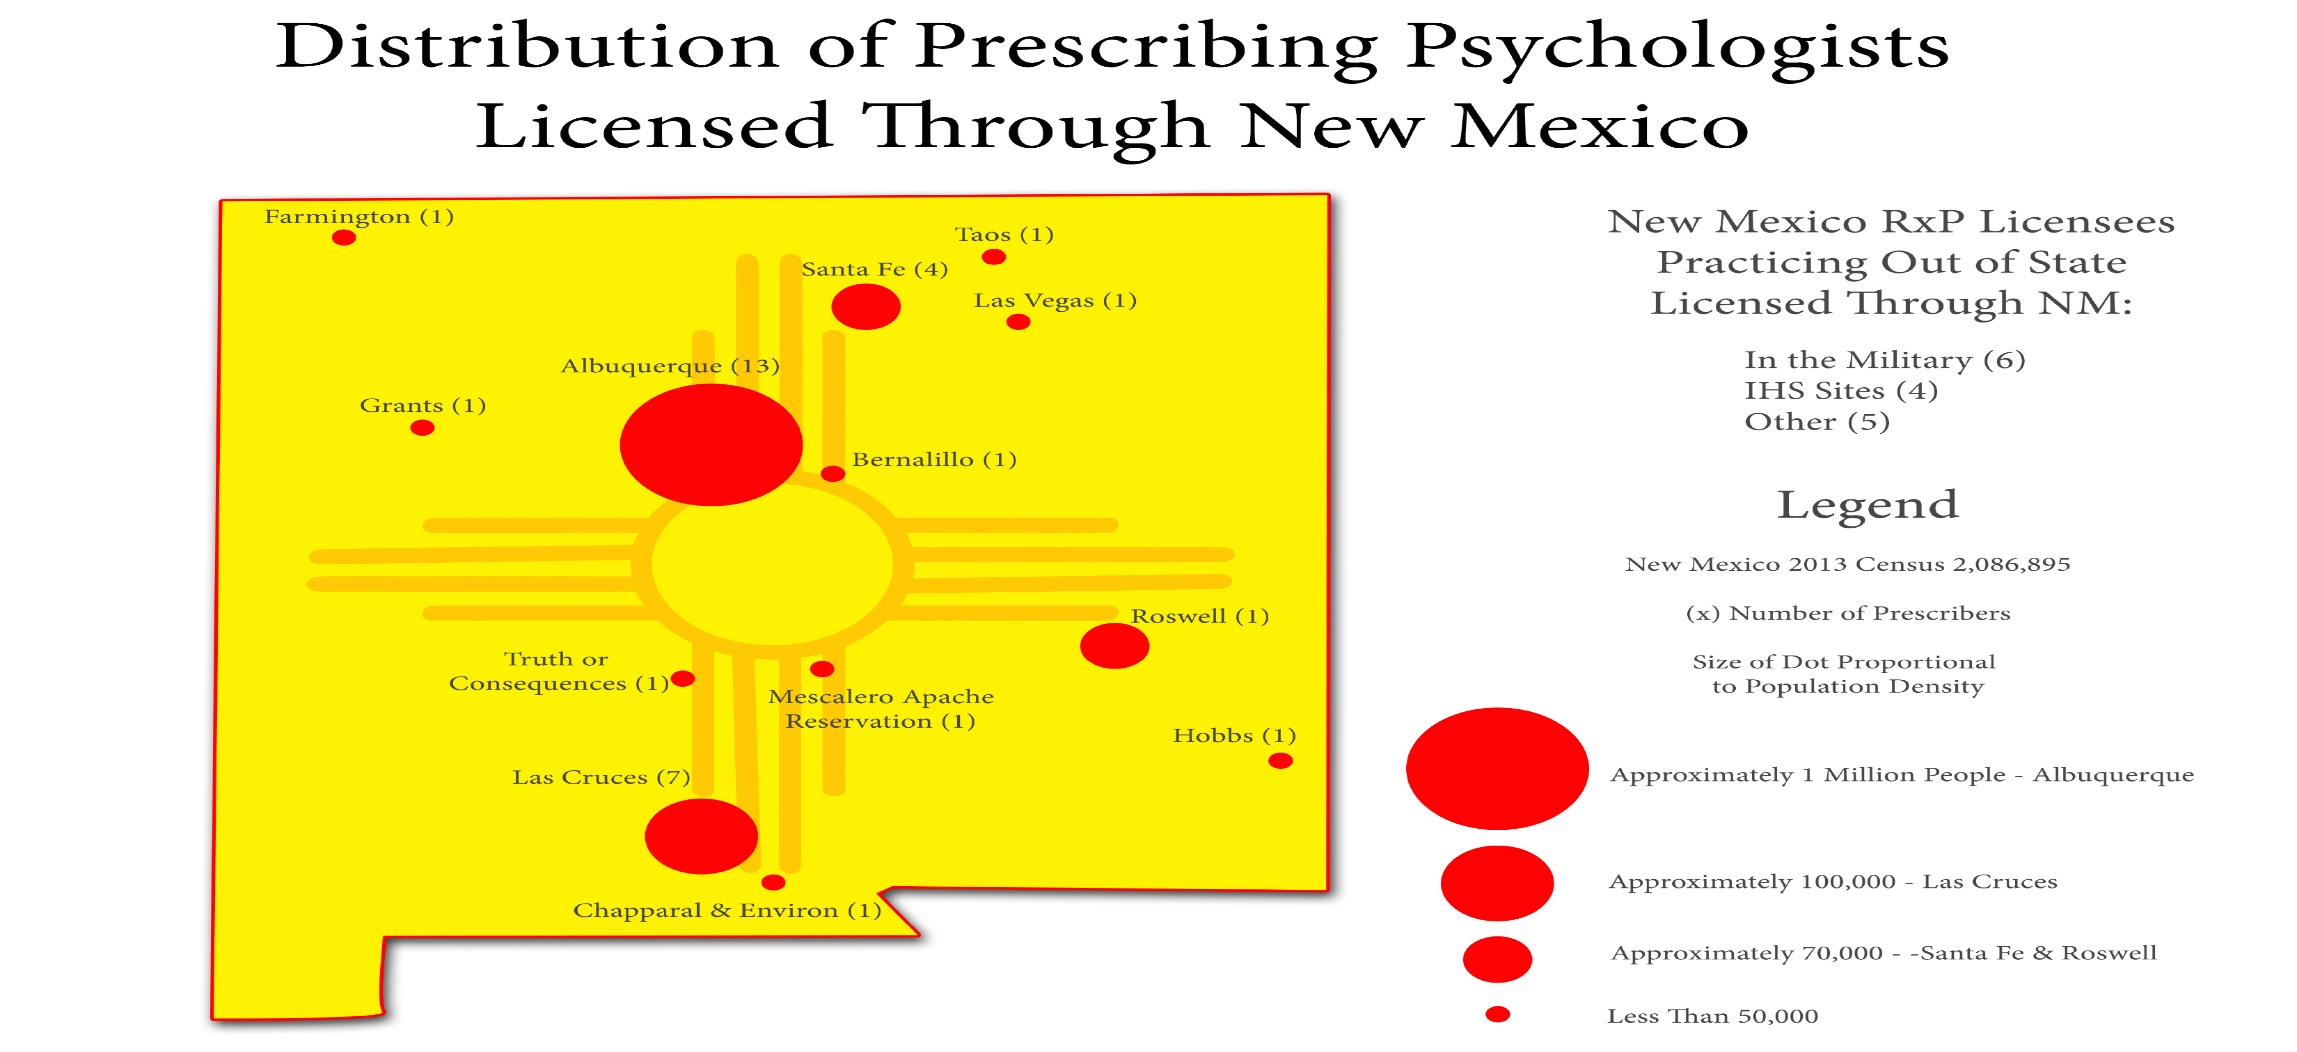 Distribution of Prescribing Psychologists
Licensed Through New Mexico
Farmington (1)
Taos (1)
Santa Fe (4)
Las Vegas (1)
Albuquerque (13)
Grants (1)
Bernalillo (1)
Roswell (1)
Truth or
Consequences (1)
Mescalero Apache
Reservation (1)
Hobbs (1)
Las Cruces (7)
Chapparal & Environ (1)
New Mexico RxP Licensees
Practicing Out of State
Licensed Through NM:
In the Military (6)
IHS Sites (4)
Other (5)
Legend
New Mexico 2013 Census 2,086,895
(x) Number of Prescribers
Size of Dot Proportional
to Population Density
Approximately 1 Million People - Albuquerque
Approximately 100,000 - Las Cruces
Approximately 70,000 - -Santa Fe & Roswell
Less Than 50,000